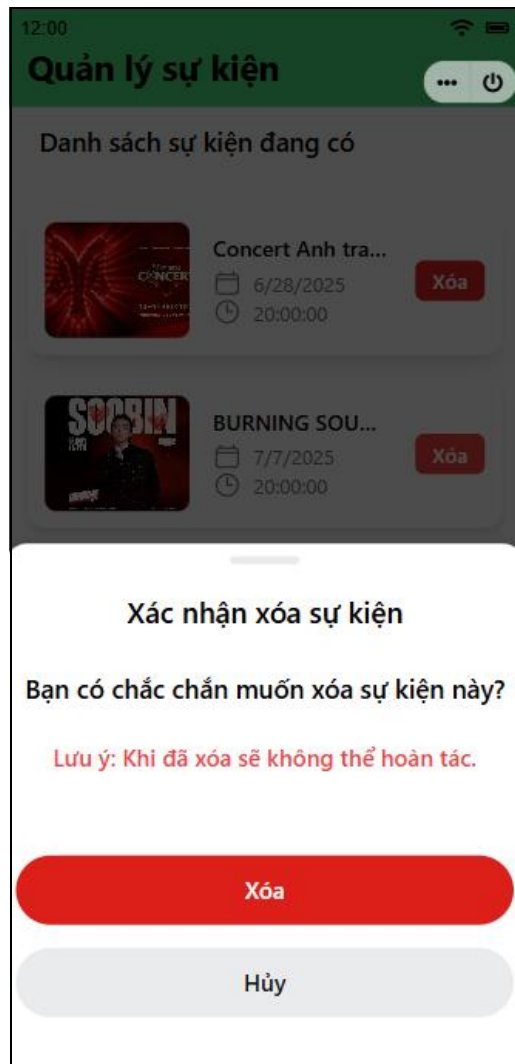 12:00
Quản lý sự kiện
Danh sách sự kiện đang có
Concert Anh tra...
6/28/2025
20:00:00
Xóa
SOOBIN
BURNING SOU...
7/7/2025
20:00:00
Xóa
Xác nhận xóa sự kiện
Bạn có chắc chắn muốn xóa sự kiện này?
Lưu ý: Khi đã xóa sẽ không thể hoàn tác.
Xóa
Hủy